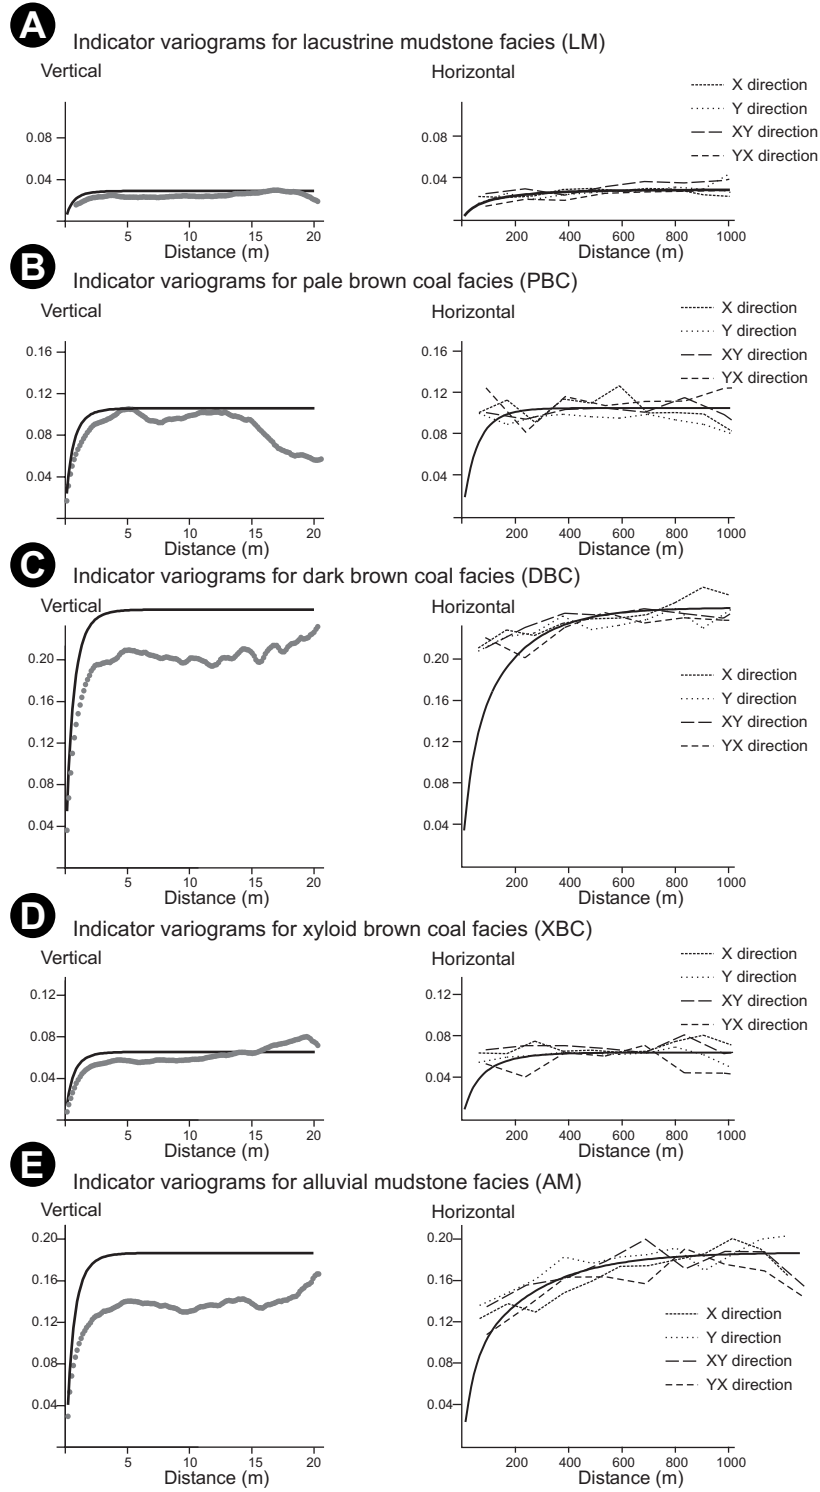 A
Indicator variograms for lacustrine mudstone facies (LM)
Vertical
0.08
0.04
5 10 15 20
Distance (m)
Horizontal
X direction
Y direction
XY direction
YX direction
0.08
0.04
200 400 600 800 1000
Distance (m)
B
Indicator variograms for pale brown coal facies (PBC)
Vertical
0.16
0.12
0.08
0.04
5 10 15 20
Distance (m)
Horizontal
X direction
Y direction
XY direction
YX direction
0.16
0.12
0.08
0.04
200 400 600 800 1000
Distance (m)
C
Indicator variograms for dark brown coal facies (DBC)
Vertical
0.20
0.16
0.12
0.08
0.04
5 10 15 20
Distance (m)
Horizontal
0.20
0.16
0.12
0.08
0.04
X direction
Y direction
XY direction
YX direction
200 400 600 800 1000
Distance (m)
D
Indicator variograms for xyloid brown coal facies (XBC)
Vertical
0.12
0.08
0.04
5 10 15 20
Distance (m)
Horizontal
X direction
Y direction
XY direction
YX direction
0.12
0.08
0.04
200 400 600 800 1000
Distance (m)
E
Indicator variograms for alluvial mudstone facies (AM)
Vertical
0.20
0.16
0.12
0.08
0.04
5 10 15 20
Distance (m)
Horizontal
0.20
0.16
0.12
0.08
0.04
X direction
Y direction
XY direction
YX direction
200 400 600 800 1000
Distance (m)